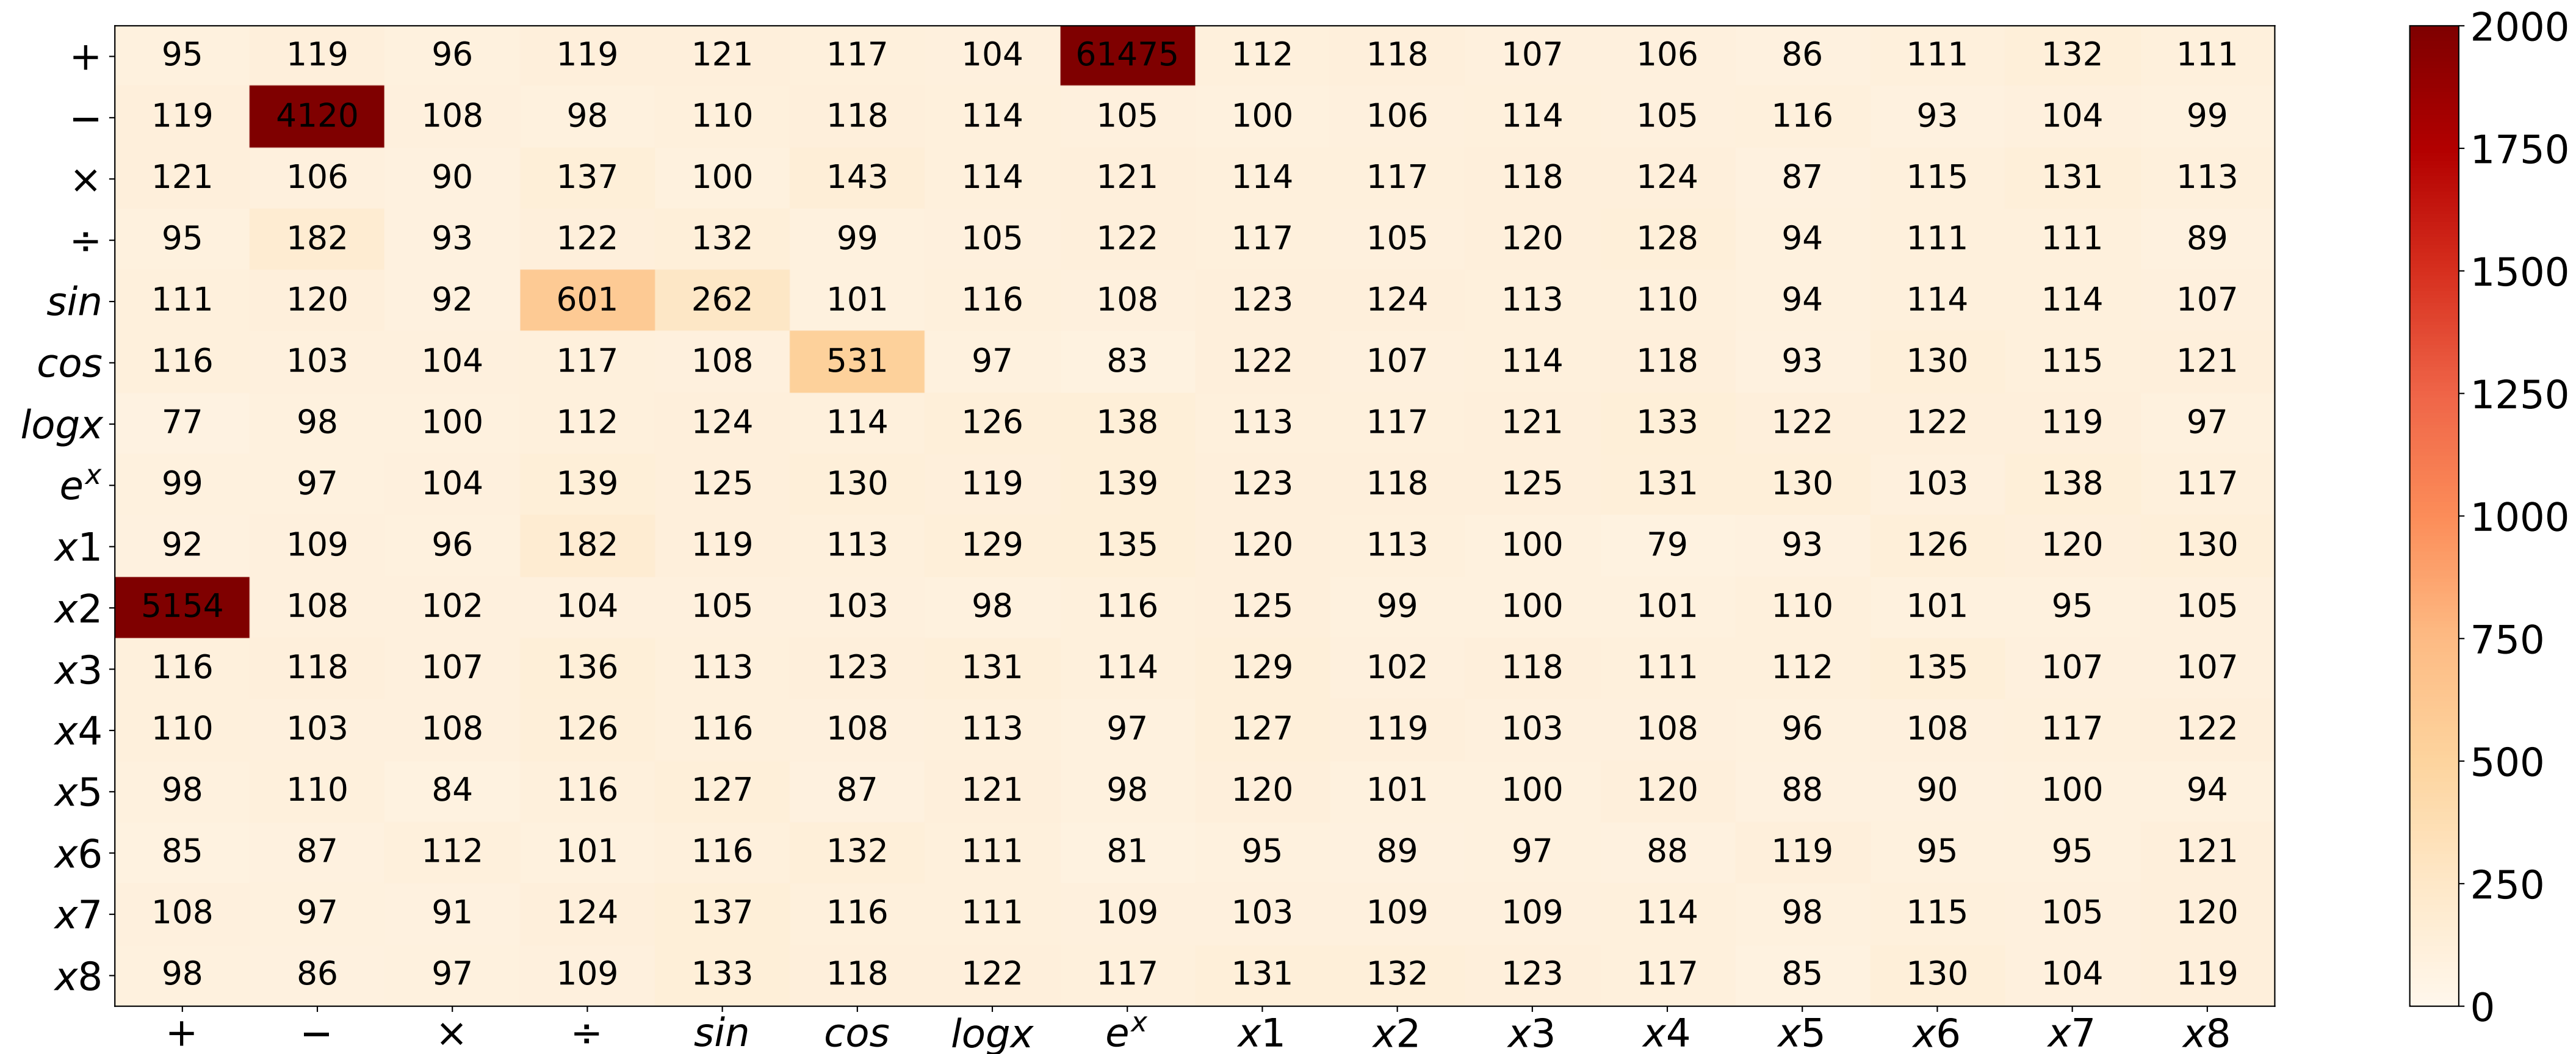 + 95 119 96 119 121 117 104 61475 112 118 107 106 86 111 132 111
− 119 4120 108 98 110 118 114 105 100 106 114 105 116 93 104 99
× 121 106 90 137 100 143 114 121 114 117 118 124 87 115 131 113
÷ 95 182 93 122 132 99 105 122 117 105 120 128 94 111 111 89
sin 111 120 92 601 262 101 116 108 123 124 113 110 94 114 114 107
cos 116 103 104 117 108 531 97 83 122 107 114 118 93 130 115 121
logx 77 98 100 112 124 114 126 138 113 117 121 133 122 122 119 97
eˣ 99 97 104 139 125 130 119 139 123 118 125 131 130 103 138 117
x1 92 109 96 182 119 113 129 135 120 113 100 79 93 126 120 130
x2 5154 108 102 104 105 103 98 116 125 99 100 101 110 101 95 105
x3 116 118 107 136 113 123 131 114 129 102 118 111 112 135 107 107
x4 110 103 108 126 116 108 113 97 127 119 103 108 96 108 117 122
x5 98 110 84 116 127 87 121 98 120 101 100 120 88 90 100 94
x6 85 87 112 101 116 132 111 81 95 89 97 88 119 95 95 121
x7 108 97 91 124 137 116 111 109 103 109 109 114 98 115 105 120
x8 98 86 97 109 133 118 122 117 131 132 123 117 85 130 104 119
+ − × ÷ sin cos logx eˣ x1 x2 x3 x4 x5 x6 x7 x8
2000
1750
1500
1250
1000
750
500
250
0